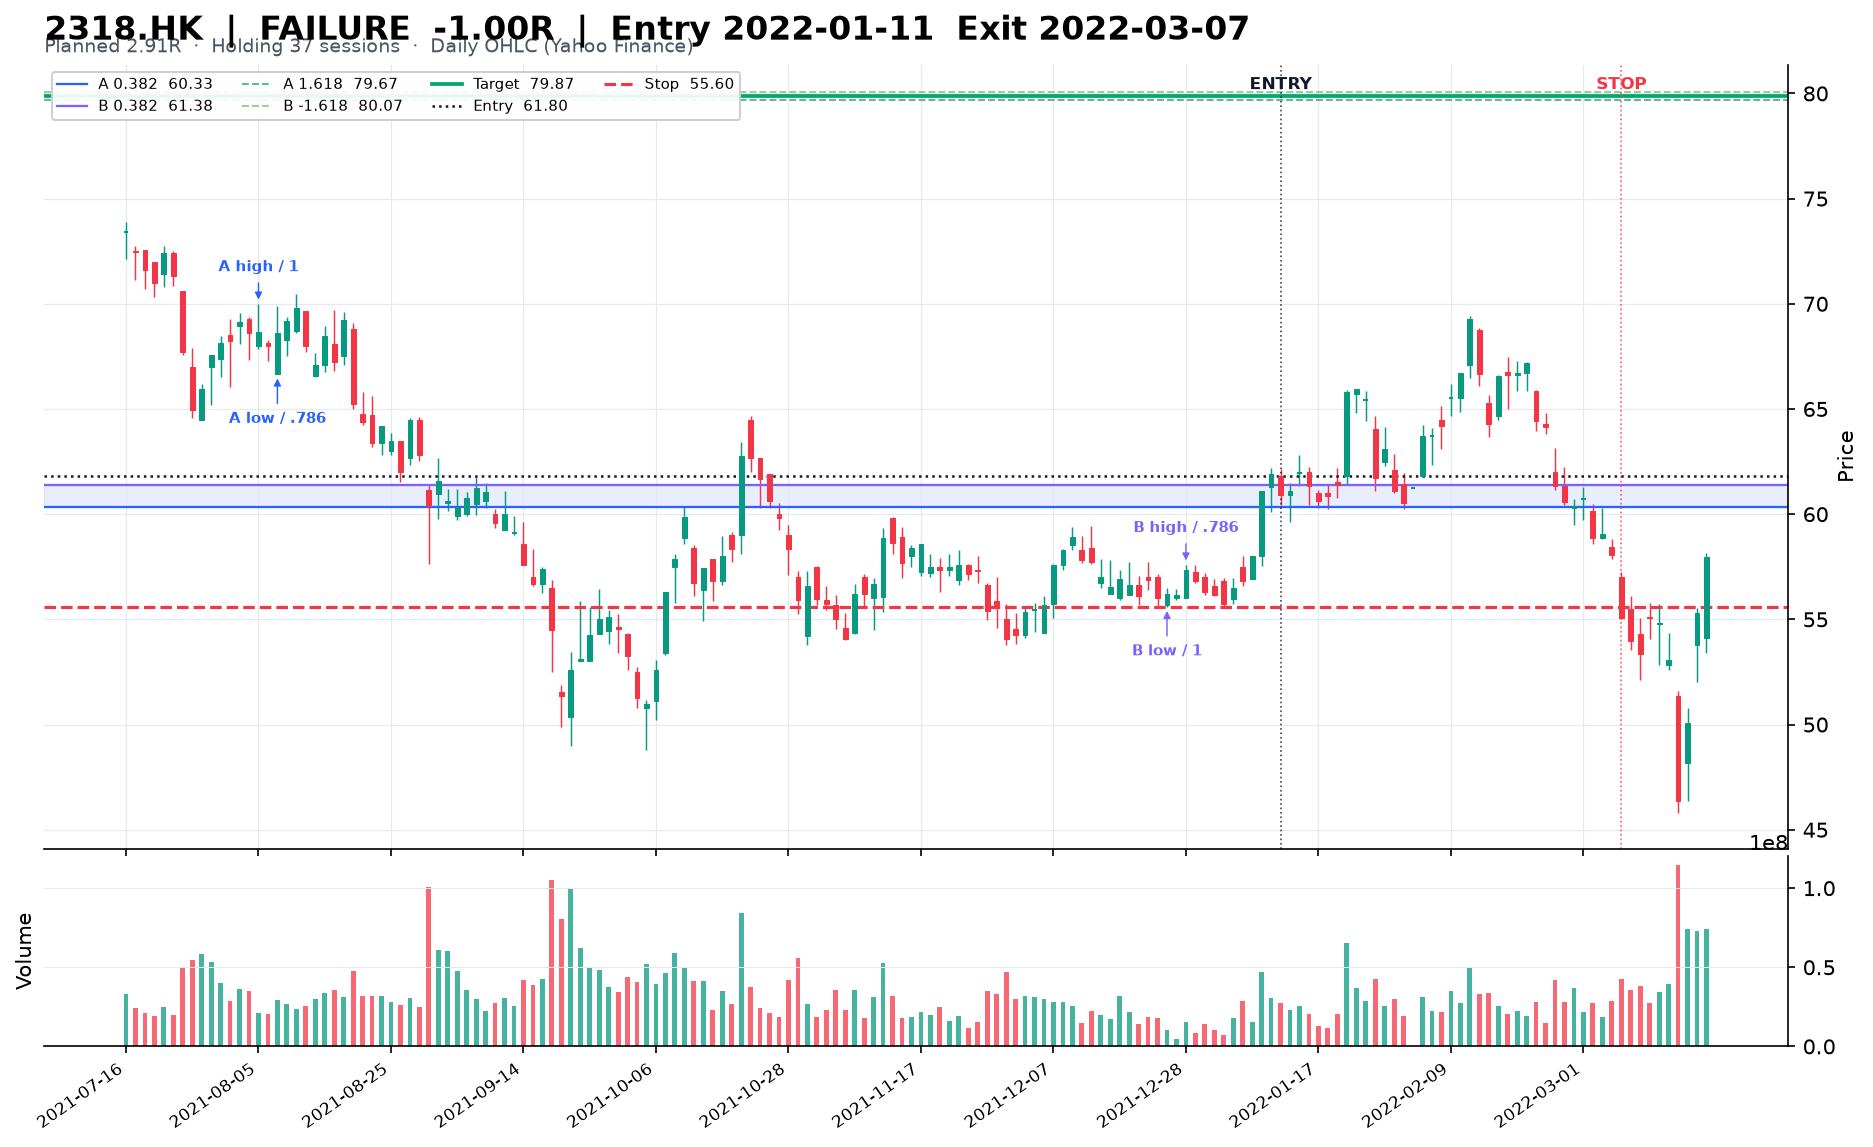 2318.HK | FAILURE -1.00R | Entry 2022-01-11 Exit 2022-03-07
Planned 2.91R · Holding 37 sessions · Daily OHLC (Yahoo Finance)
A 0.382 60.33
B 0.382 61.38
A 1.618 79.67
B -1.618 80.07
Target 79.87
Entry 61.80
Stop 55.60
ENTRY
STOP
A high / 1
A low / .786
B high / .786
B low / 1
80
75
70
65
60
55
50
45
Price
1e8
1.0
0.5
0.0
Volume
2021-07-16
2021-08-05
2021-08-25
2021-09-14
2021-10-06
2021-10-28
2021-11-17
2021-12-07
2021-12-28
2022-01-17
2022-02-09
2022-03-01